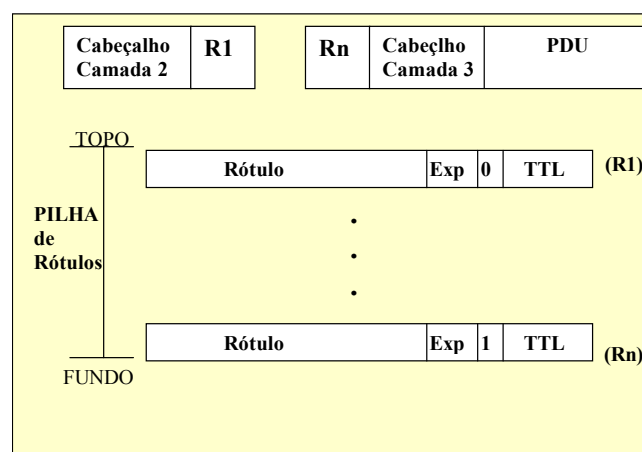 Cabeçalho
Camada 2
R1
Rn
Cabeçlho
Camada 3
PDU
TOPO
Rótulo Exp 0 TTL (R1)
PILHA
de
Rótulos
Rótulo Exp 1 TTL (Rn)
FUNDO